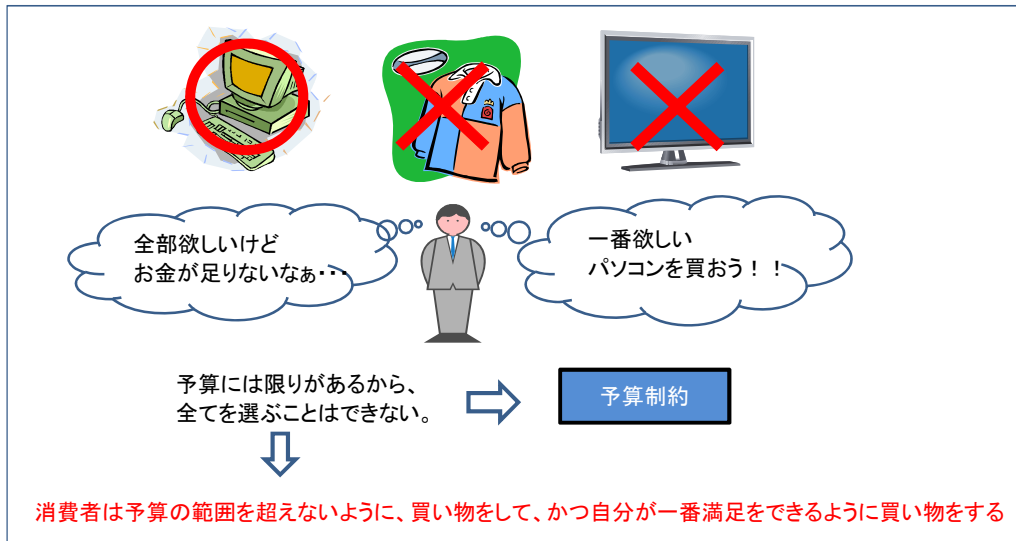 全部欲しいけど
お金が足りないなぁ・・・
一番欲しい
パソコンを買おう！！
予算には限りがあるから、
全てを選ぶことはできない。
予算制約
消費者は予算の範囲を超えないように、買い物をして、かつ自分が一番満足をできるように買い物をする